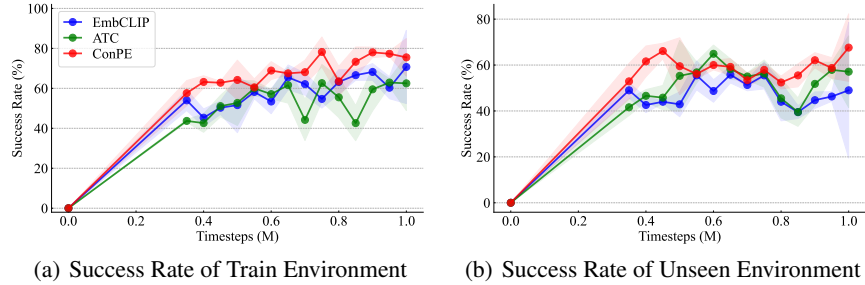 100
80
60
40
20
0
Success Rate (%)
EmbCLIP
ATC
ConPE
0.0 0.2 0.4 0.6 0.8 1.0
Timesteps (M)
(a) Success Rate of Train Environment
80
60
40
20
0
Success Rate (%)
0.0 0.2 0.4 0.6 0.8 1.0
Timesteps (M)
(b) Success Rate of Unseen Environment